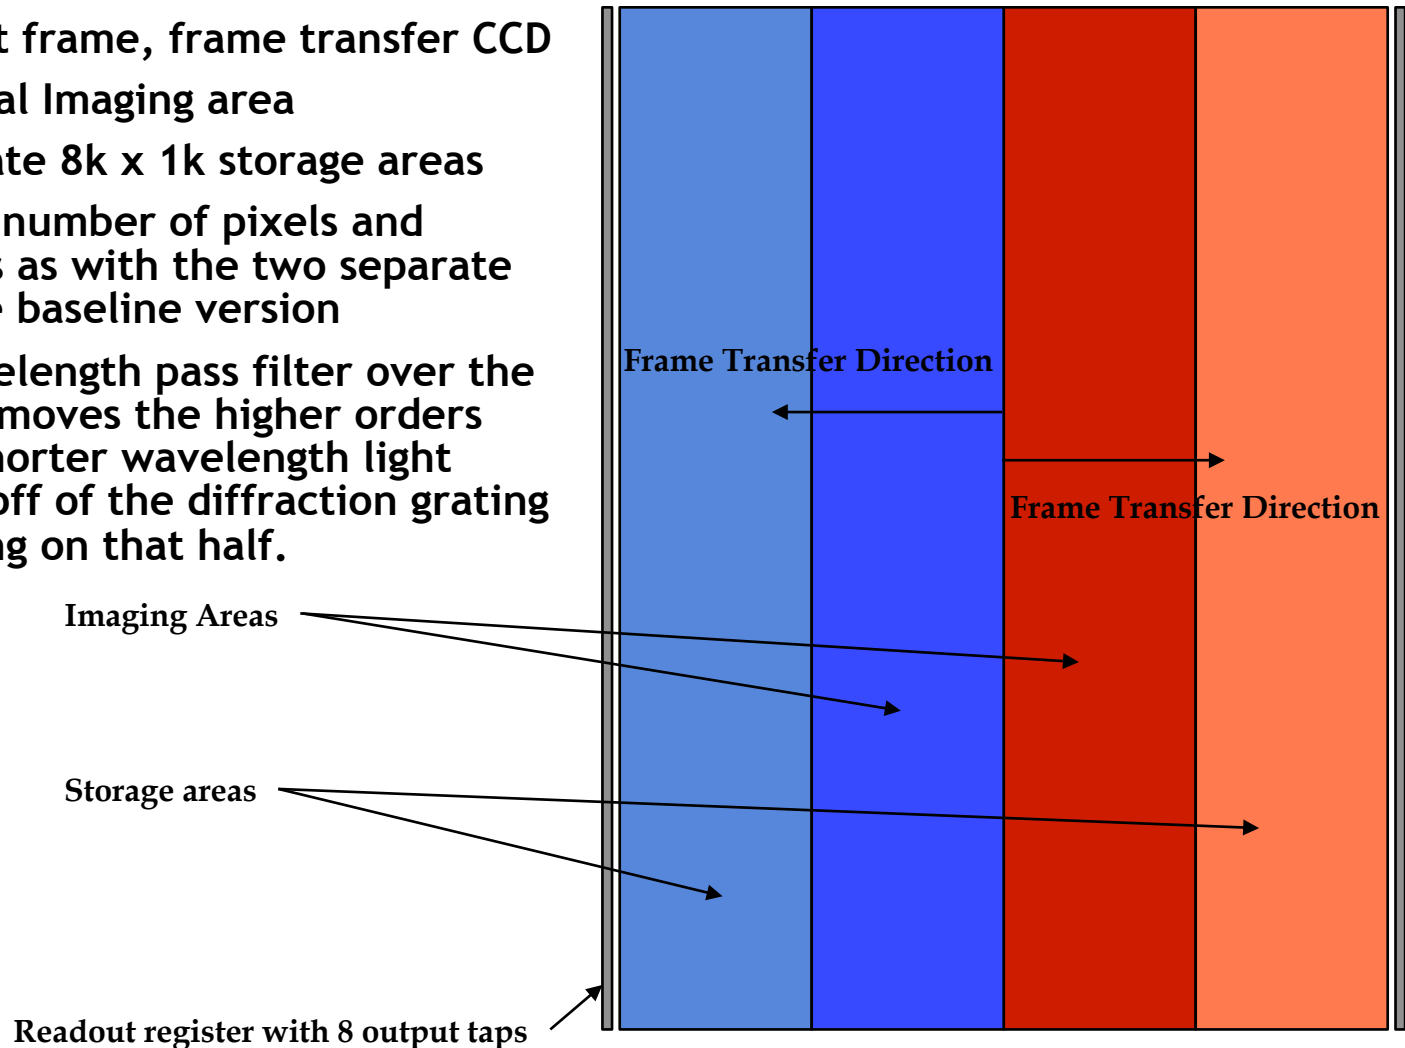 t frame, frame transfer CCD
al Imaging area
ate 8k x 1k storage areas
number of pixels and
s as with the two separate
e baseline version
elength pass filter over the
moves the higher orders
horter wavelength light
off of the diffraction grating
ng on that half.
Frame Transfer Direction
Frame Transfer Direction
Imaging Areas
Storage areas
Readout register with 8 output taps